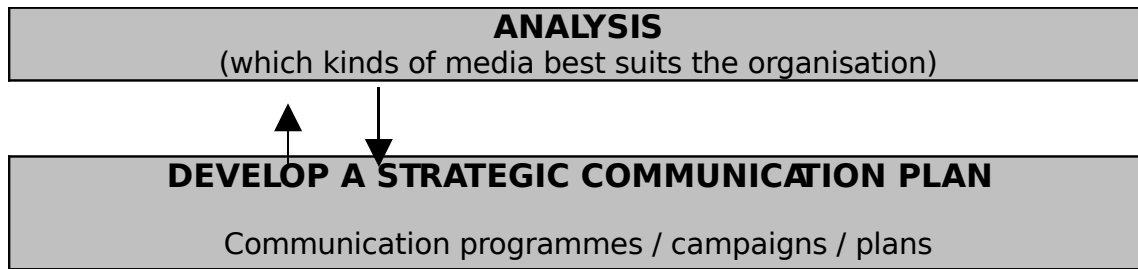 ANALYSIS
(which kinds of media best suits the organisation)
DEVELOP A STRATEGIC COMMUNICATION PLAN
Communication programmes / campaigns / plans